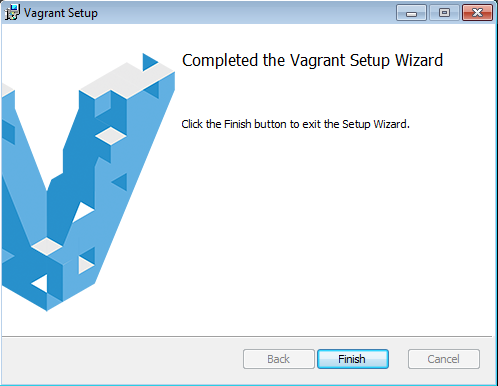 Vagrant Setup
Completed the Vagrant Setup Wizard
Click the Finish button to exit the Setup Wizard.
Back
Finish
Cancel